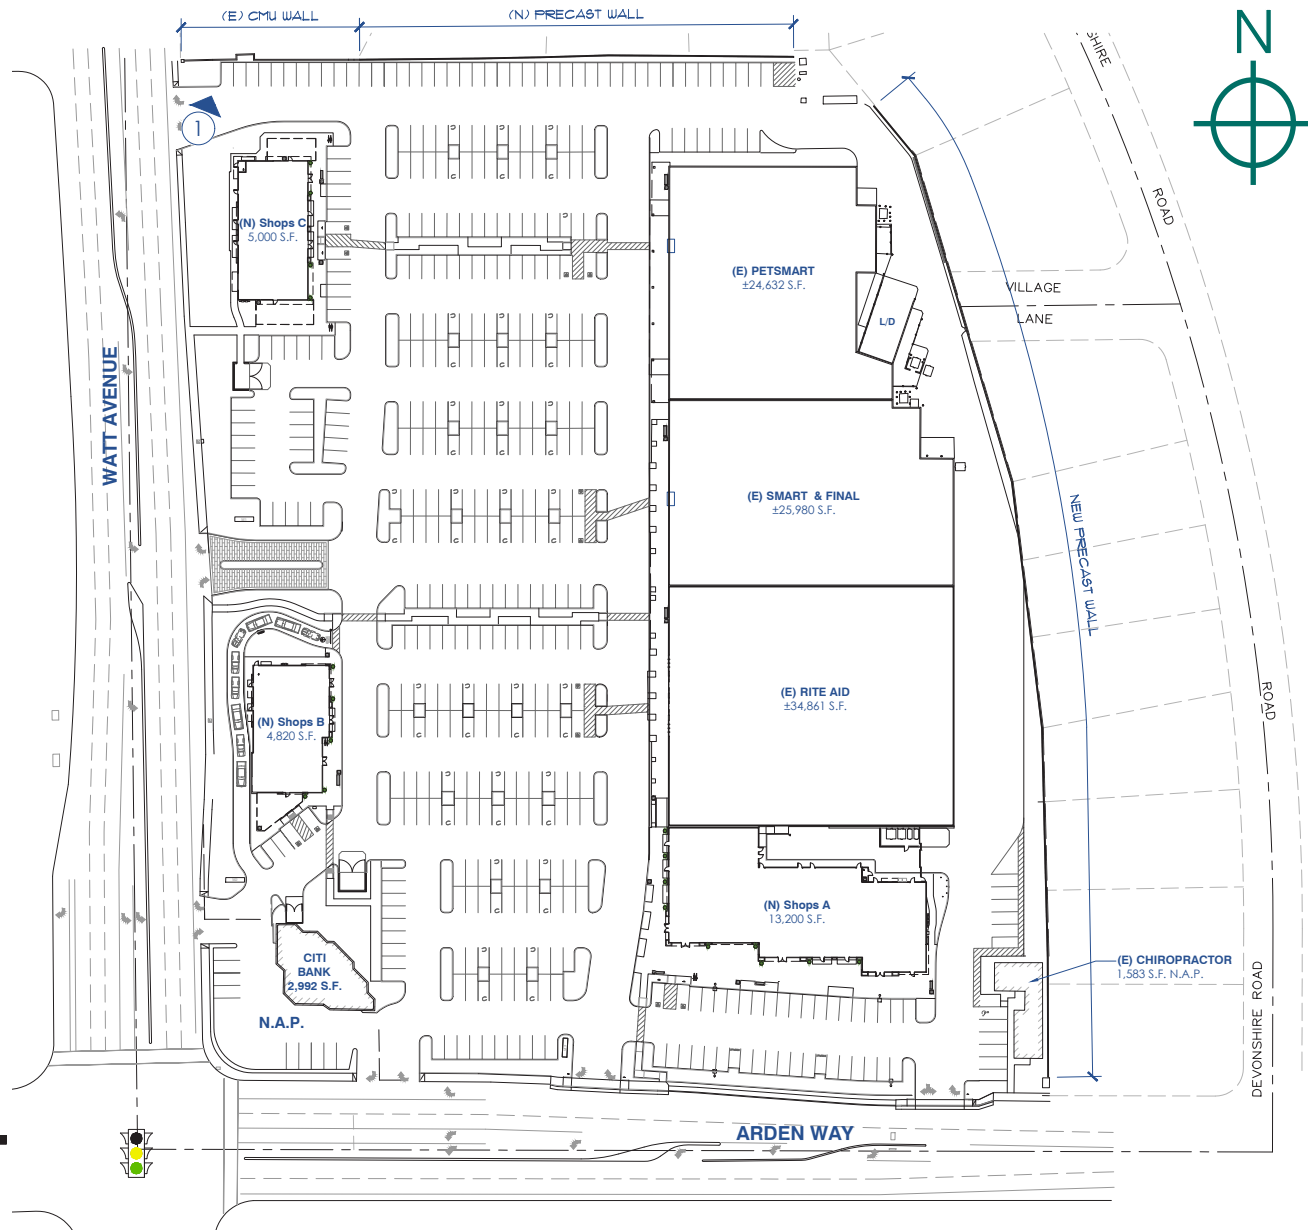 (E) CMU WALL
(N) PRECAST WALL
N
SHIRE
ROAD
1
(N) Shops C
5,000 S.F.
(E) PETSMART
±24,632 S.F.
L/D
VILLAGE
LANE
WATT AVENUE
(E) SMART & FINAL
±25,980 S.F.
NEW PRECAST WALL
(E) RITE AID
±34,861 S.F.
ROAD
(N) Shops B
4,820 S.F.
(N) Shops A
13,200 S.F.
CITI
BANK
2,992 S.F.
N.A.P.
(E) CHIROPRACTOR
1,583 S.F. N.A.P.
DEVONSHIRE ROAD
ARDEN WAY